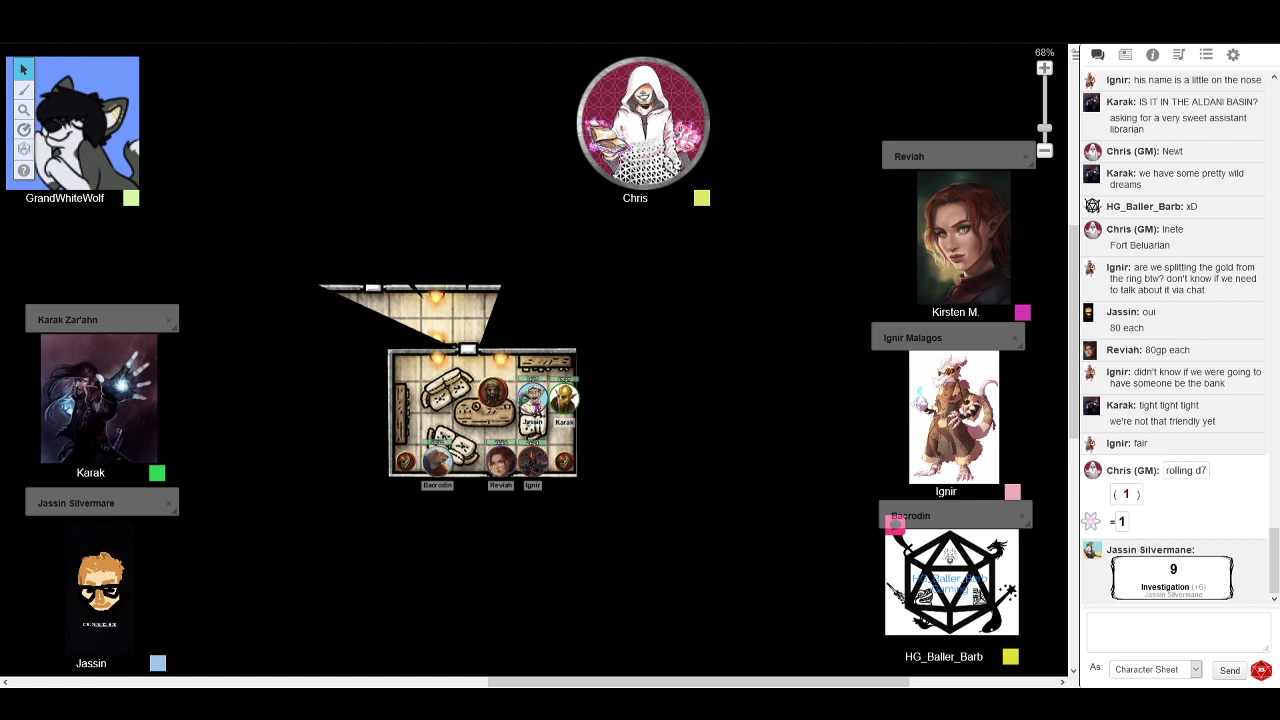 68%
GrandWhiteWolf
Chris
Reviah
Kirsten M.
Karak Zar'ahn
Karak
Ignir Malagos
Ignir
Jassin Silvermare
Jassin
Bacrodin
HG_Baller_Barb
Gaming
HG_Baller_Barb
Jassin
Karak
Bacrodin
Reviah
Ignir
Ignir: his name is a little on the nose
Karak: IS IT IN THE ALDANI BASIN?
asking for a very sweet assistant
librarian
Chris (GM): Newt
Karak: we have some pretty wild
dreams
HG_Baller_Barb: xD
Chris (GM): Inete
Fort Beluarian
Ignir: are we splitting the gold from
the ring btw? don't know if we need
to talk about it via chat
Jassin: oui
80 each
Reviah: 80gp each
Ignir: didn't know if we were going to
have someone be the bank
Karak: tight tight tight
we're not that friendly yet
Ignir: fair
Chris (GM): rolling d7
( 1 )
=1
Jassin Silvermane:
9
Investigation (+6)
Jassin Silvermane
As: Character Sheet
Send